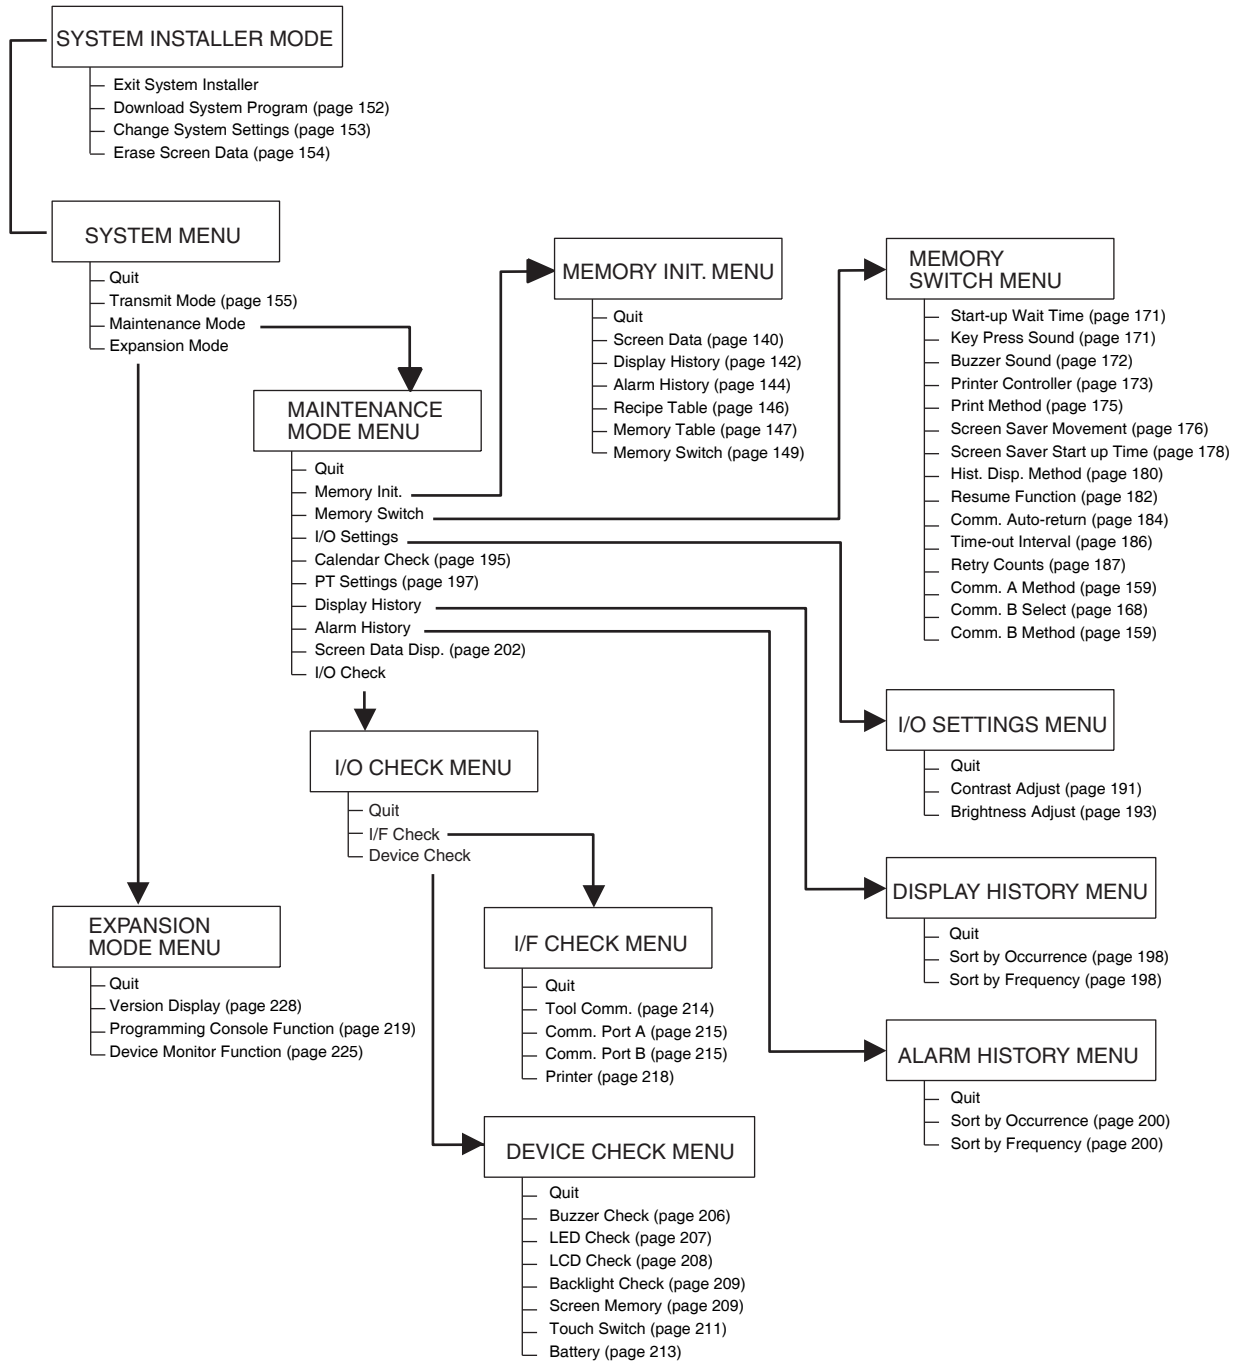 SYSTEM INSTALLER MODE
Exit System Installer
Download System Program (page 152)
Change System Settings (page 153)
Erase Screen Data (page 154)
SYSTEM MENU
Quit
Transmit Mode (page 155)
Maintenance Mode
Expansion Mode
MAINTENANCE
MODE MENU
Quit
Memory Init.
Memory Switch
I/O Settings
Calendar Check (page 195)
PT Settings (page 197)
Display History
Alarm History
Screen Data Disp. (page 202)
I/O Check
MEMORY INIT. MENU
Quit
Screen Data (page 140)
Display History (page 142)
Alarm History (page 144)
Recipe Table (page 146)
Memory Table (page 147)
Memory Switch (page 149)
MEMORY
SWITCH MENU
Start-up Wait Time (page 171)
Key Press Sound (page 171)
Buzzer Sound (page 172)
Printer Controller (page 173)
Print Method (page 175)
Screen Saver Movement (page 176)
Screen Saver Start up Time (page 178)
Hist. Disp. Method (page 180)
Resume Function (page 182)
Comm. Auto-return (page 184)
Time-out Interval (page 186)
Retry Counts (page 187)
Comm. A Method (page 159)
Comm. B Select (page 168)
Comm. B Method (page 159)
I/O SETTINGS MENU
Quit
Contrast Adjust (page 191)
Brightness Adjust (page 193)
I/O CHECK MENU
Quit
I/F Check
Device Check
DISPLAY HISTORY MENU
Quit
Sort by Occurrence (page 198)
Sort by Frequency (page 198)
EXPANSION
MODE MENU
Quit
Version Display (page 228)
Programming Console Function (page 219)
Device Monitor Function (page 225)
I/F CHECK MENU
Quit
Tool Comm. (page 214)
Comm. Port A (page 215)
Comm. Port B (page 215)
Printer (page 218)
ALARM HISTORY MENU
Quit
Sort by Occurrence (page 200)
Sort by Frequency (page 200)
DEVICE CHECK MENU
Quit
Buzzer Check (page 206)
LED Check (page 207)
LCD Check (page 208)
Backlight Check (page 209)
Screen Memory (page 209)
Touch Switch (page 211)
Battery (page 213)